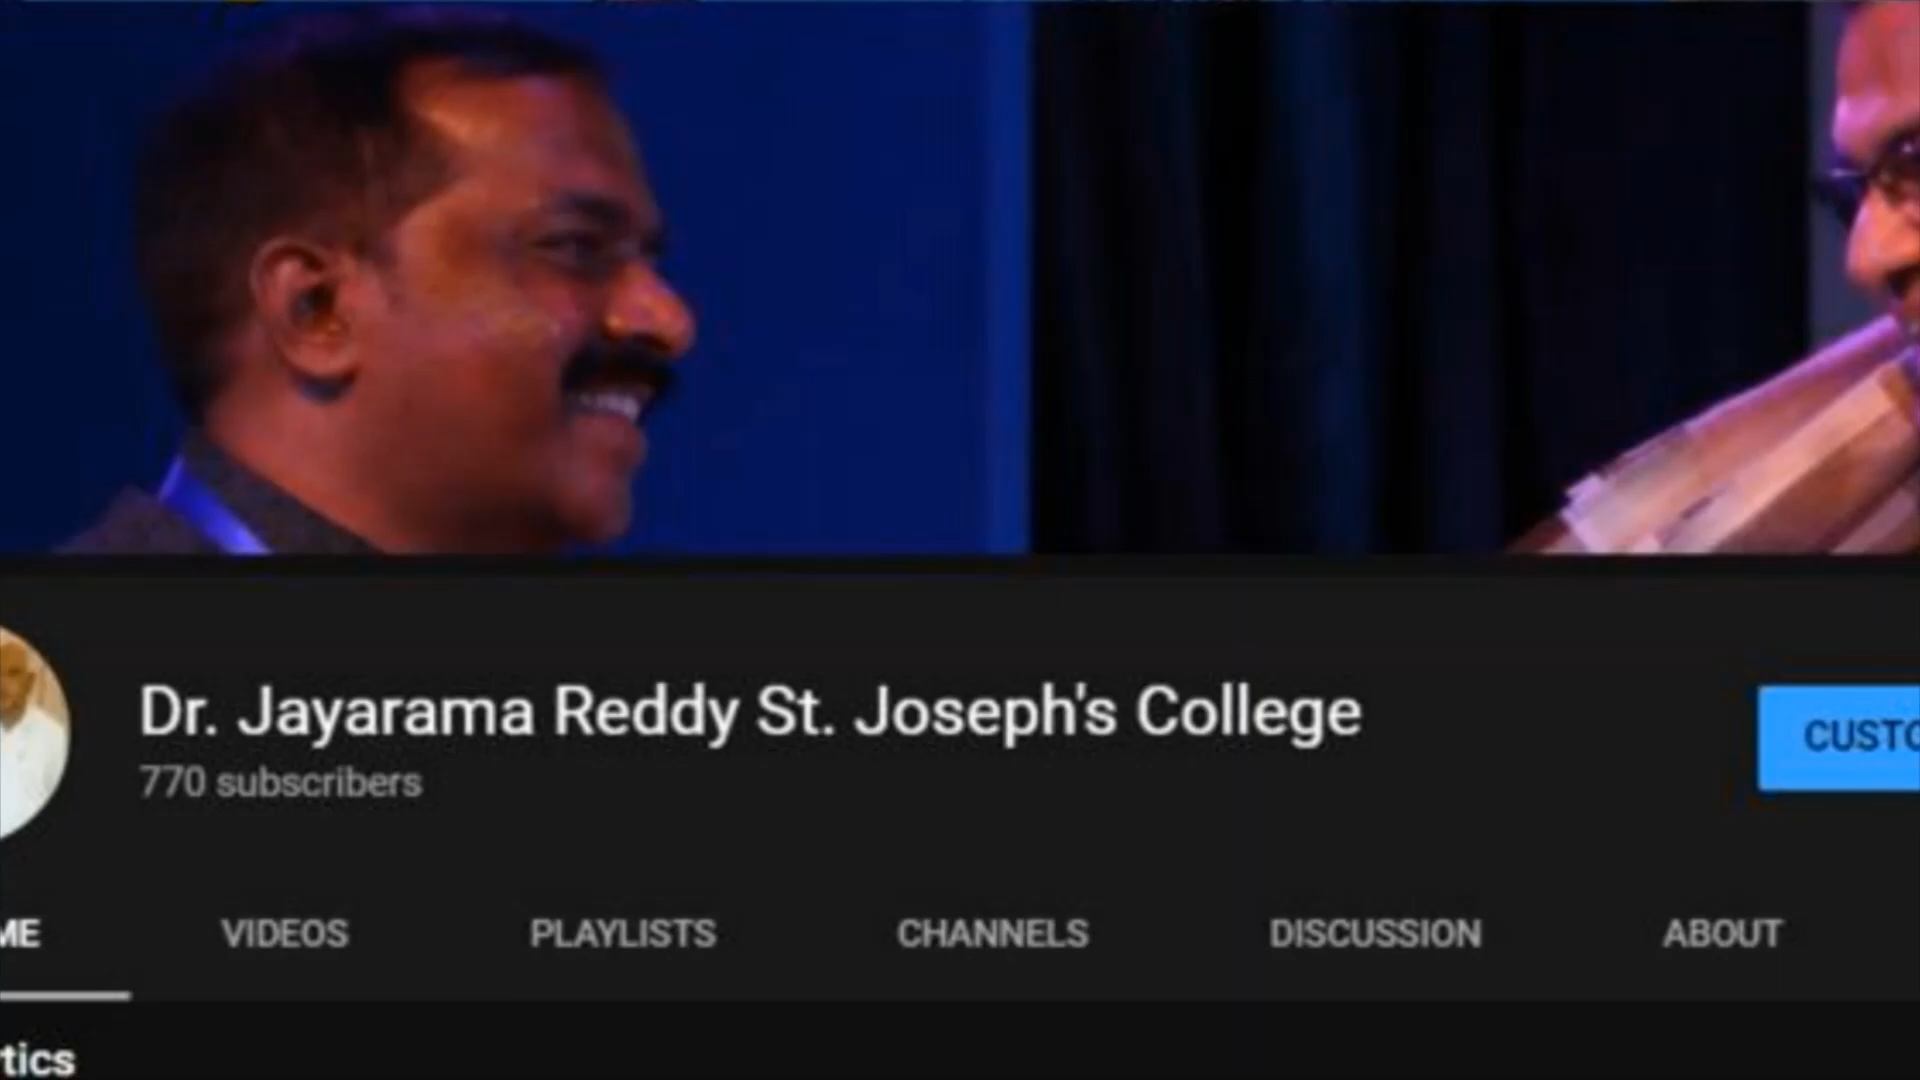 Dr. Jayarama Reddy St. Joseph's College
770 subscribers
CUSTO
ME VIDEOS PLAYLISTS CHANNELS DISCUSSION ABOUT
tics